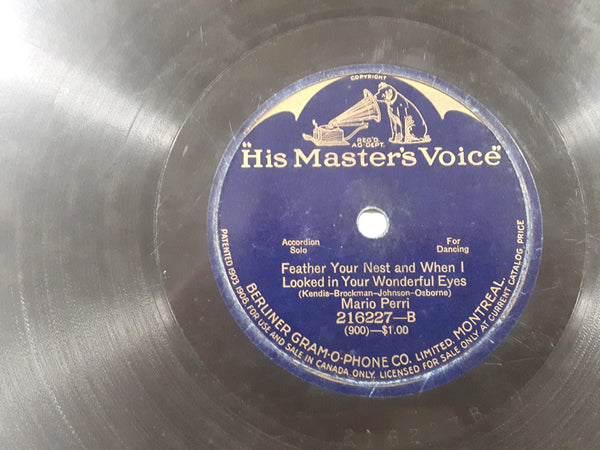 COPYRIGHT
REG'D
AG. DEPT.
"His Master's Voice"
Accordion
Solo
For
Dancing
Feather Your Nest and When I
Looked in Your Wonderful Eyes
(Kendis-Brockman-Johnson-Osborne)
Mario Perri
216227—B
(900)—$1.00
BERLINER GRAM-O-PHONE CO. LIMITED, MONTREAL.
PATENTED 1903 1908, FOR USE AND SALE IN CANADA ONLY. LICENSED FOR SALE ONLY AT CURRENT CATALOG PRICE